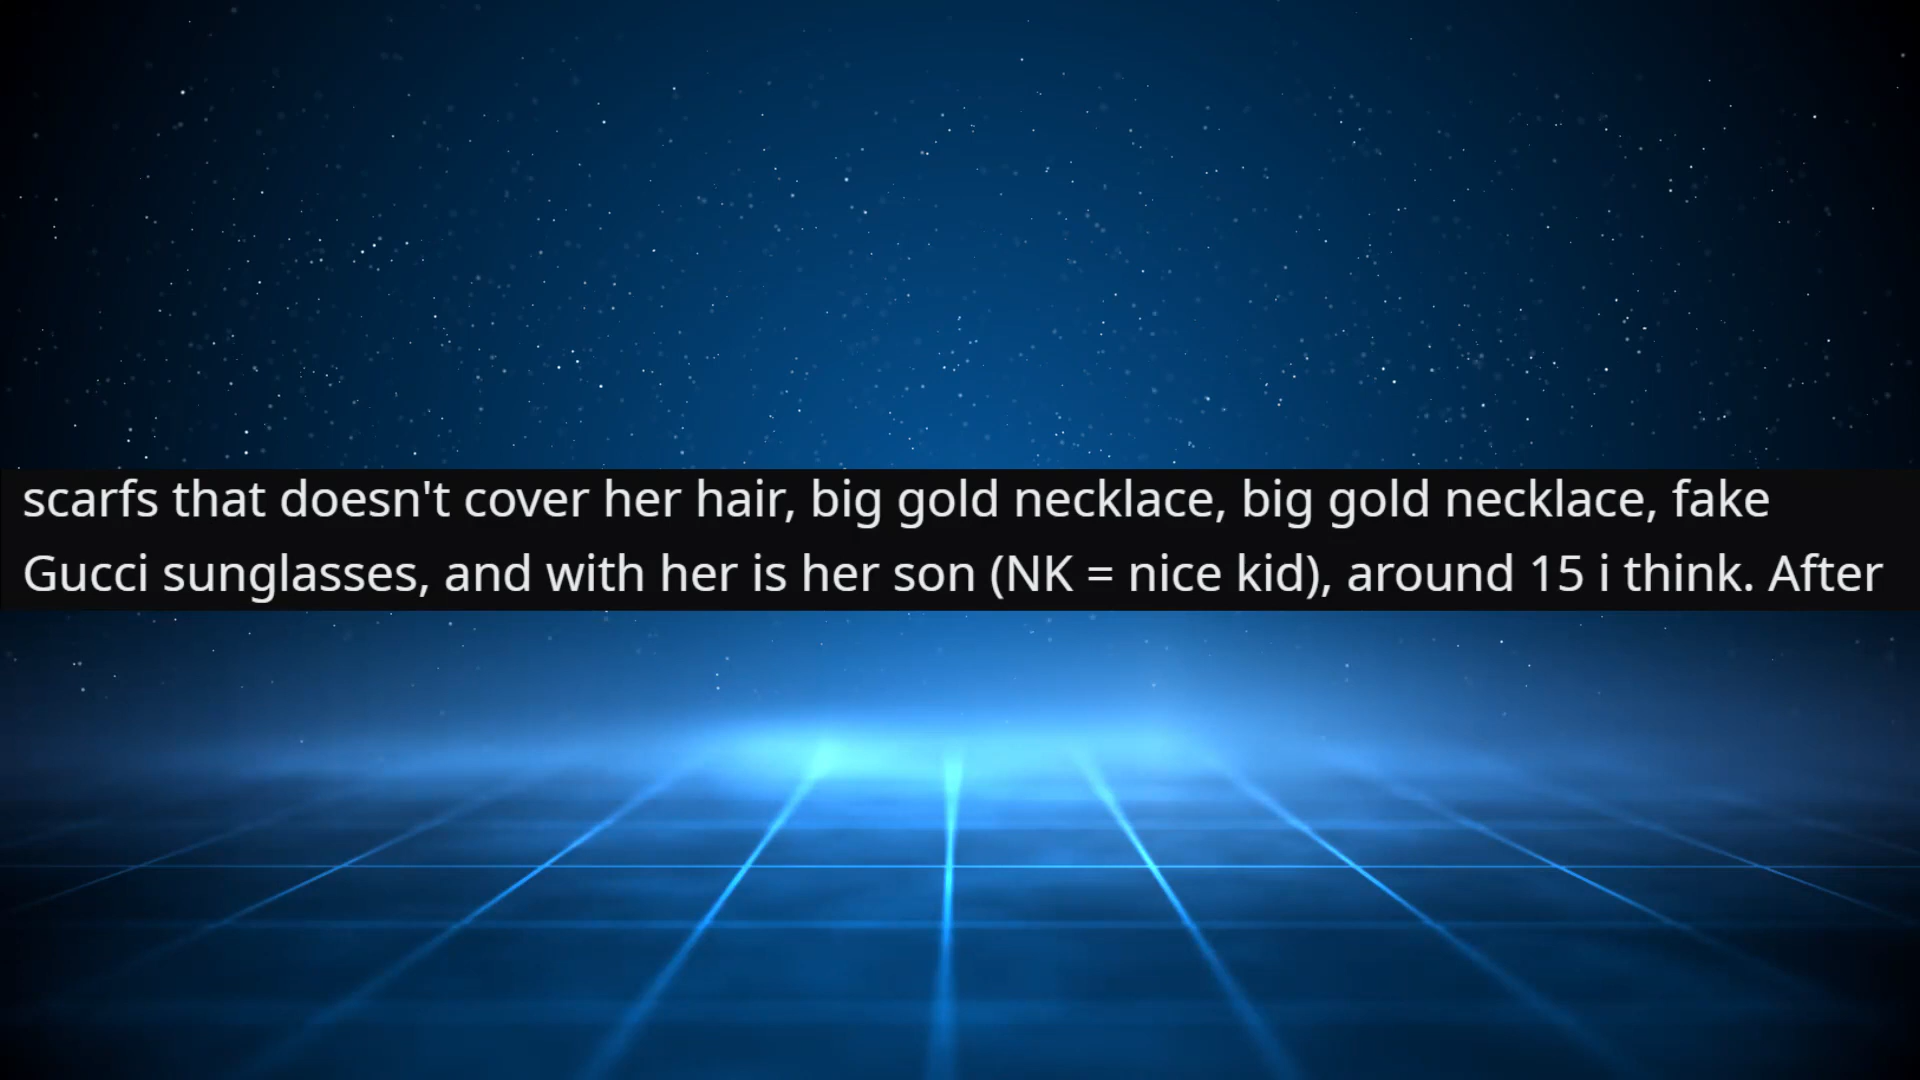 scarfs that doesn't cover her hair, big gold necklace, big gold necklace, fake
Gucci sunglasses, and with her is her son (NK = nice kid), around 15 i think. After